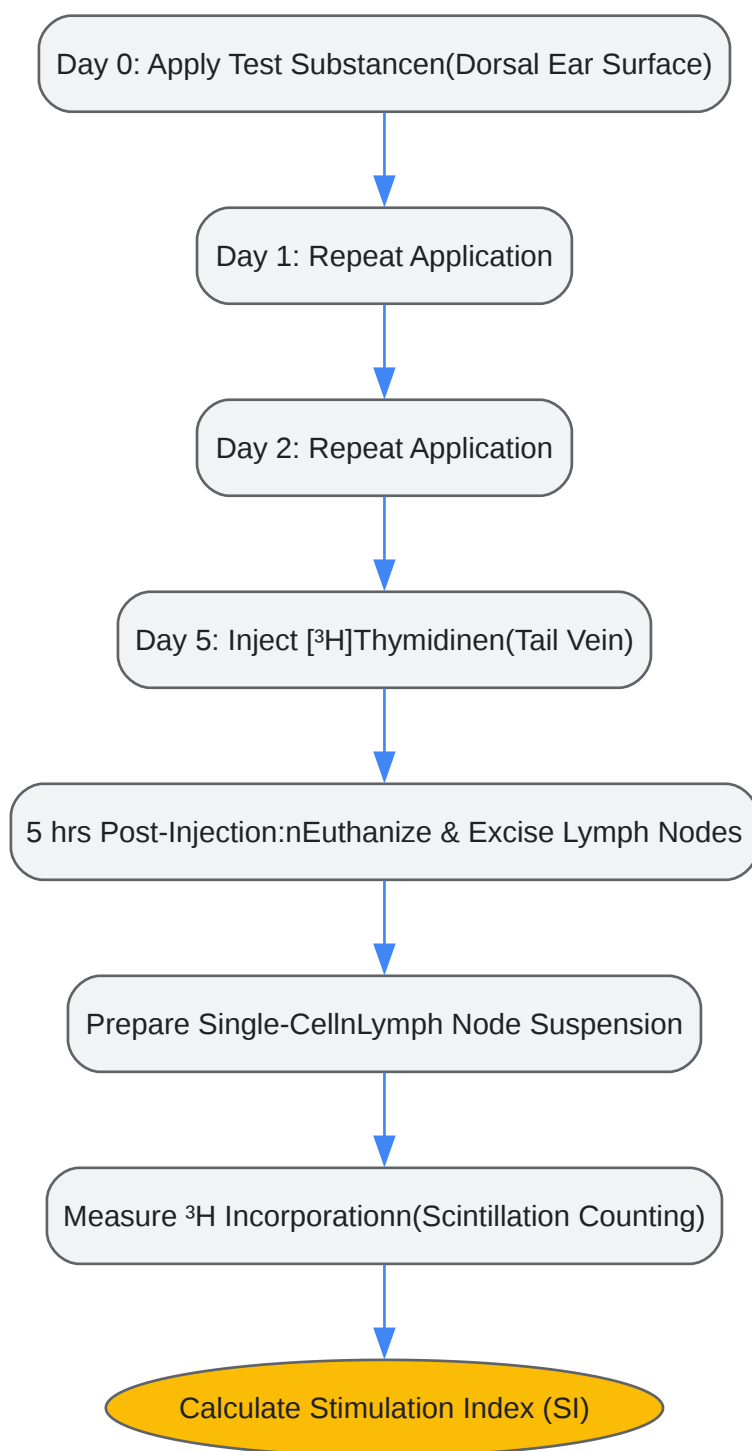 Day 0: Apply Test Substancen(Dorsal Ear Surface)
Day 1: Repeat Application
Day 2: Repeat Application
Day 5: Inject [³H]Thymidinen(Tail Vein)
5 hrs Post-Injection:nEuthanize & Excise Lymph Nodes
Prepare Single-CellnLymph Node Suspension
Measure ³H Incorporationn(Scintillation Counting)
Calculate Stimulation Index (SI)